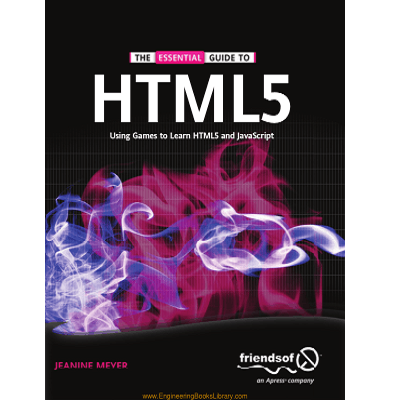 THE ESSENTIAL GUIDE TO
HTML5
Using Games to Learn HTML5 and JavaScript
JEANINE MEYER
friendsof
an Apress® company
www.EngineeringBooksLibrary.com